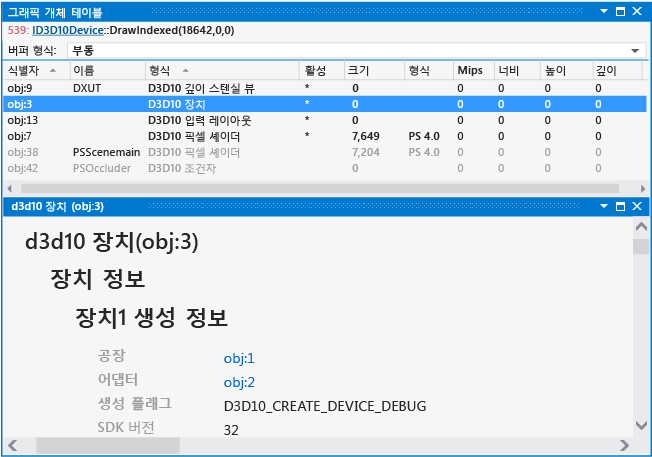 그래픽 개체 테이블
539: ID3D10Device::DrawIndexed(18642,0,0)
버퍼 형식: 부동
식별자 이름 형식 활성 크기 형식 Mips 너비 높이 깊이
obj:9 DXUT D3D10 깊이 스텐실 뷰 * 0 0 0 0 0
obj:3 D3D10 장치 * 0 0 0 0 0
obj:13 D3D10 입력 레이아웃 * 0 0 0 0 0
obj:7 D3D10 픽셀 셰이더 * 7,649 PS 4.0 0 0 0 0
obj:38 PSScenemain D3D10 픽셀 셰이더 7,204 PS 4.0 0 0 0 0
obj:42 PSOccluder D3D10 조건자 0 0 0 0 0
d3d10 장치 (obj:3)
d3d10 장치(obj:3)
장치 정보
장치1 생성 정보
공장 obj:1
어댑터 obj:2
생성 플래그 D3D10_CREATE_DEVICE_DEBUG
SDK 버전 32